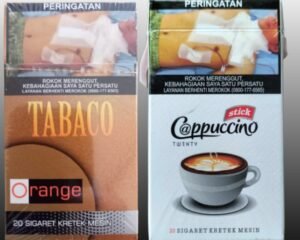 PERINGATAN
ROKOK MERENGGUT
KEBAHAGIAAN SAYA SATU PERSATU
LAYANAN BERHENTI MEROKOK (0800-177-6565)
TABACO
Orange
20 SIGARET KRETEK MESIN
PERINGATAN
ROKOK MERENGGUT,
KEBAHAGIAAN SAYA SATU PERSATU
LAYANAN BERHENTI MEROKOK (0800-177-6565)
stick
C@ppuccino
TWENTY
20 SIGARET KRETEK MESIN